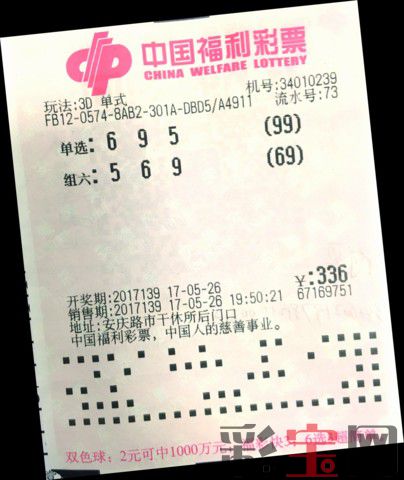 中国福利彩票
CHINA WELFARE LOTTERY
玩法:3D 单式 机号:34010239
FB12-0574-8AB2-301A-DBD5/A4911 流水号:73
单选: 6 9 5 (99)
组六: 5 6 9 (69)
开奖期:2017139 17-05-26 ¥:336
销售期:2017139 17-05-26 19:50:21 67169751
地址:安庆路市干休所后门口
中国福利彩票,中国人的慈善事业。
双色球:2元可中1000万元
彩宝网